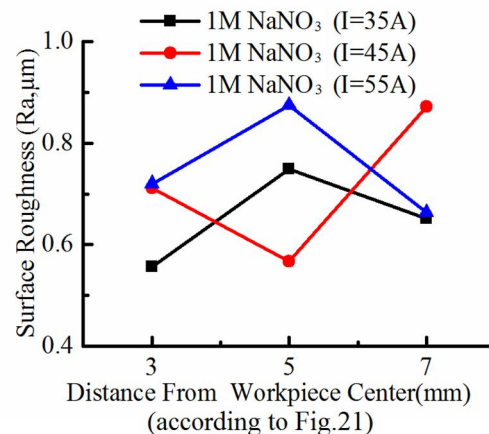 1M NaNO₃ (I=35A)
1M NaNO₃ (I=45A)
1M NaNO₃ (I=55A)
Surface Roughness (Ra,μm)
1.0
0.8
0.6
0.4
3 5 7
Distance From Workpiece Center(mm)
(according to Fig.21)